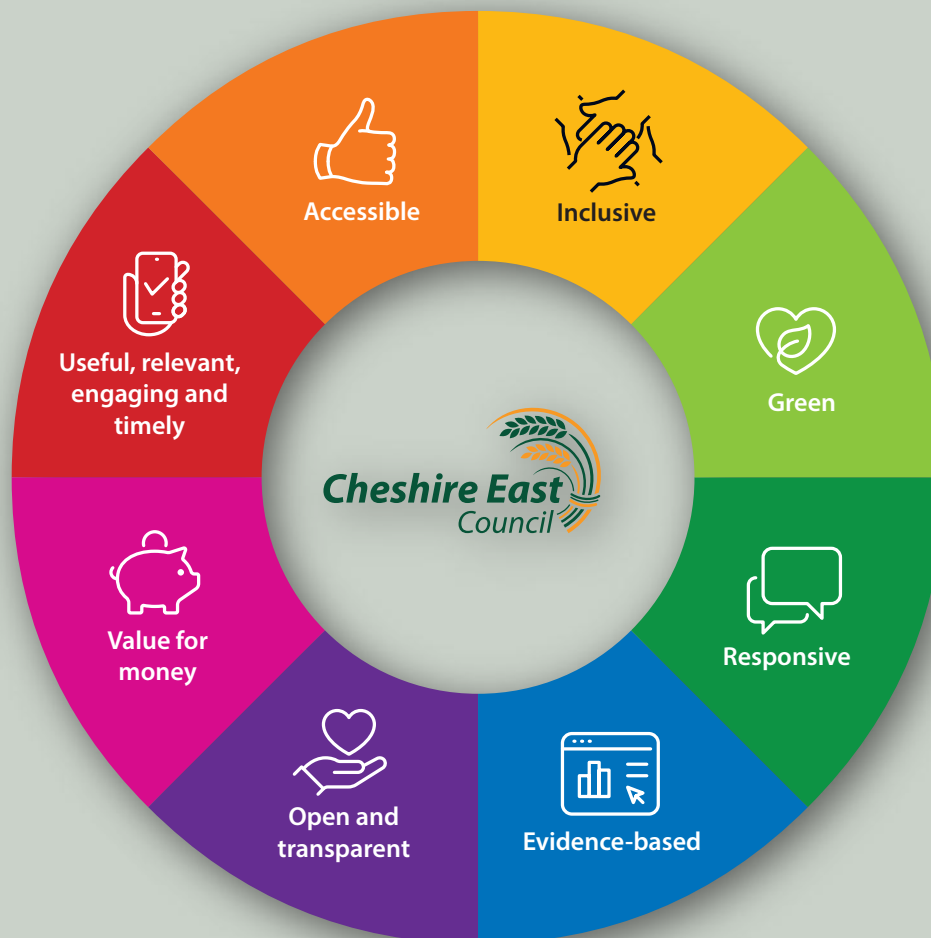 Accessible
Inclusive
Useful, relevant,
engaging and
timely
Green
Cheshire East
Council
Value for
money
Responsive
Open and
transparent
Evidence-based